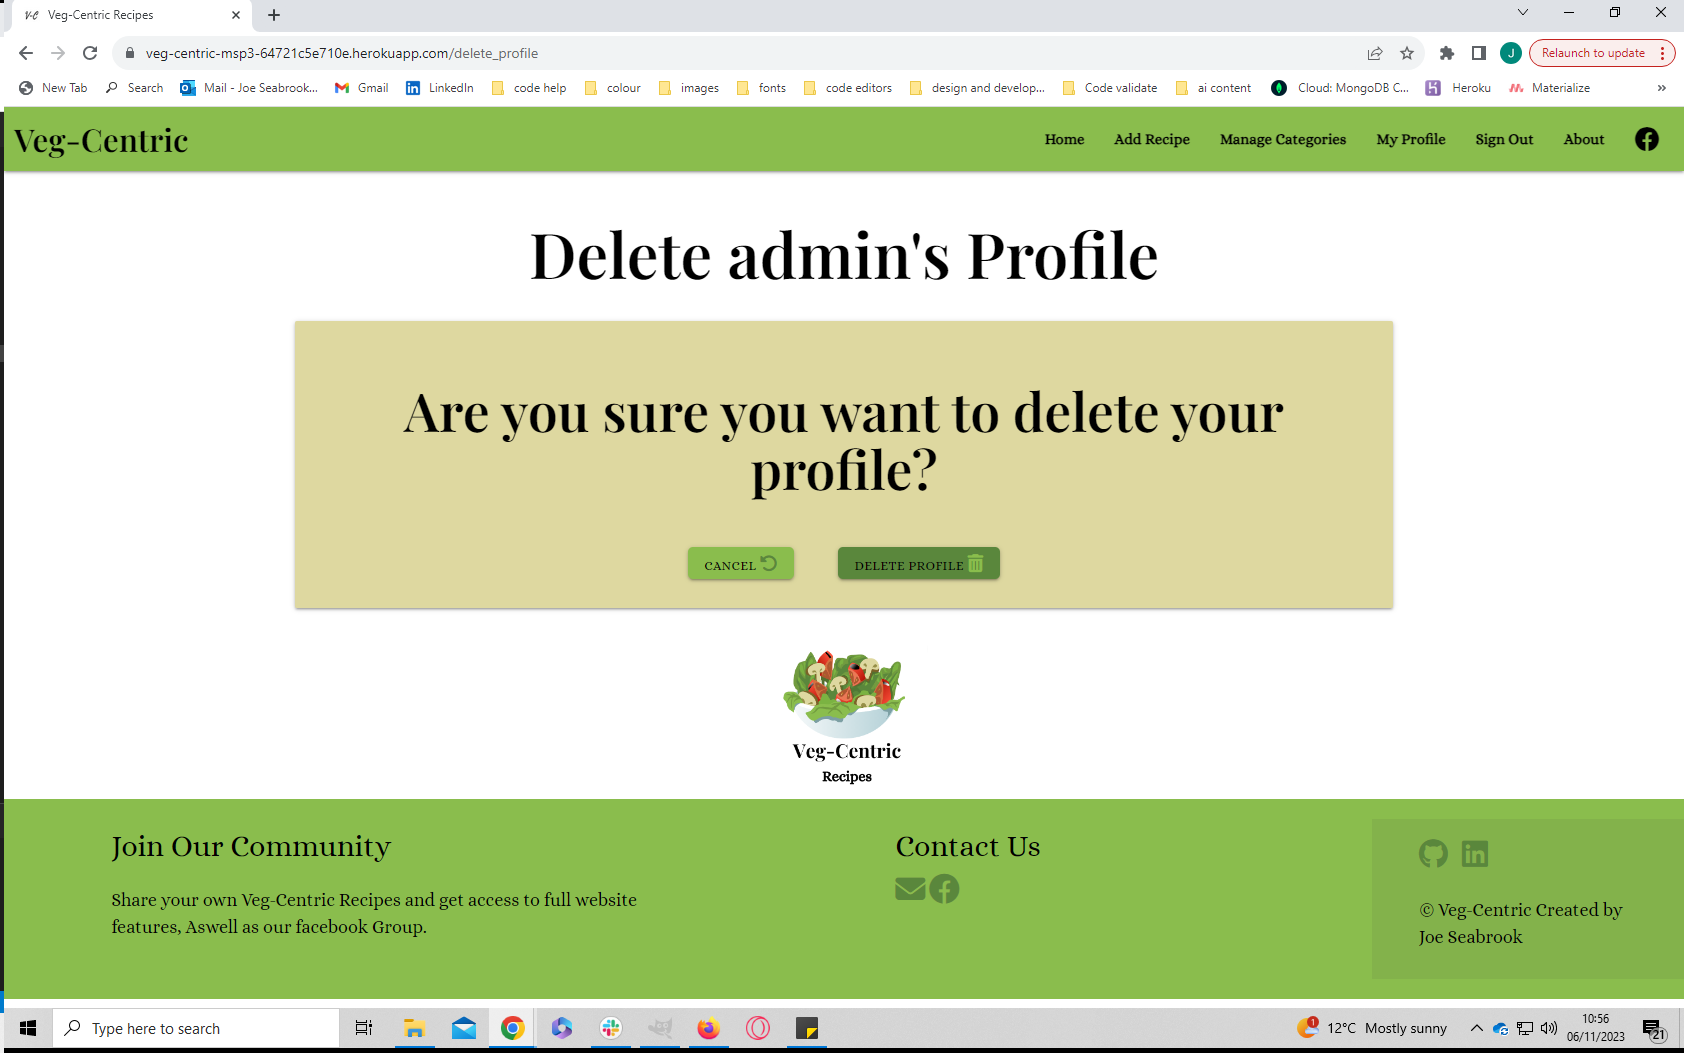 Veg-Centric Recipes
veg-centric-msp3-64721c5e710e.herokuapp.com/delete_profile
J
Relaunch to update
New Tab Search Mail - Joe Seabrook... Gmail LinkedIn code help colour images fonts code editors design and develop... Code validate ai content Cloud: MongoDB C... Heroku Materialize »
Veg-Centric
Home Add Recipe Manage Categories My Profile Sign Out About
Delete admin's Profile
Are you sure you want to delete your
profile?
CANCEL DELETE PROFILE
Veg-Centric
Recipes
Join Our Community
Share your own Veg-Centric Recipes and get access to full website
features, Aswell as our facebook Group.
Contact Us
© Veg-Centric Created by
Joe Seabrook
Type here to search
1
12°C Mostly sunny
10:56
06/11/2023
21